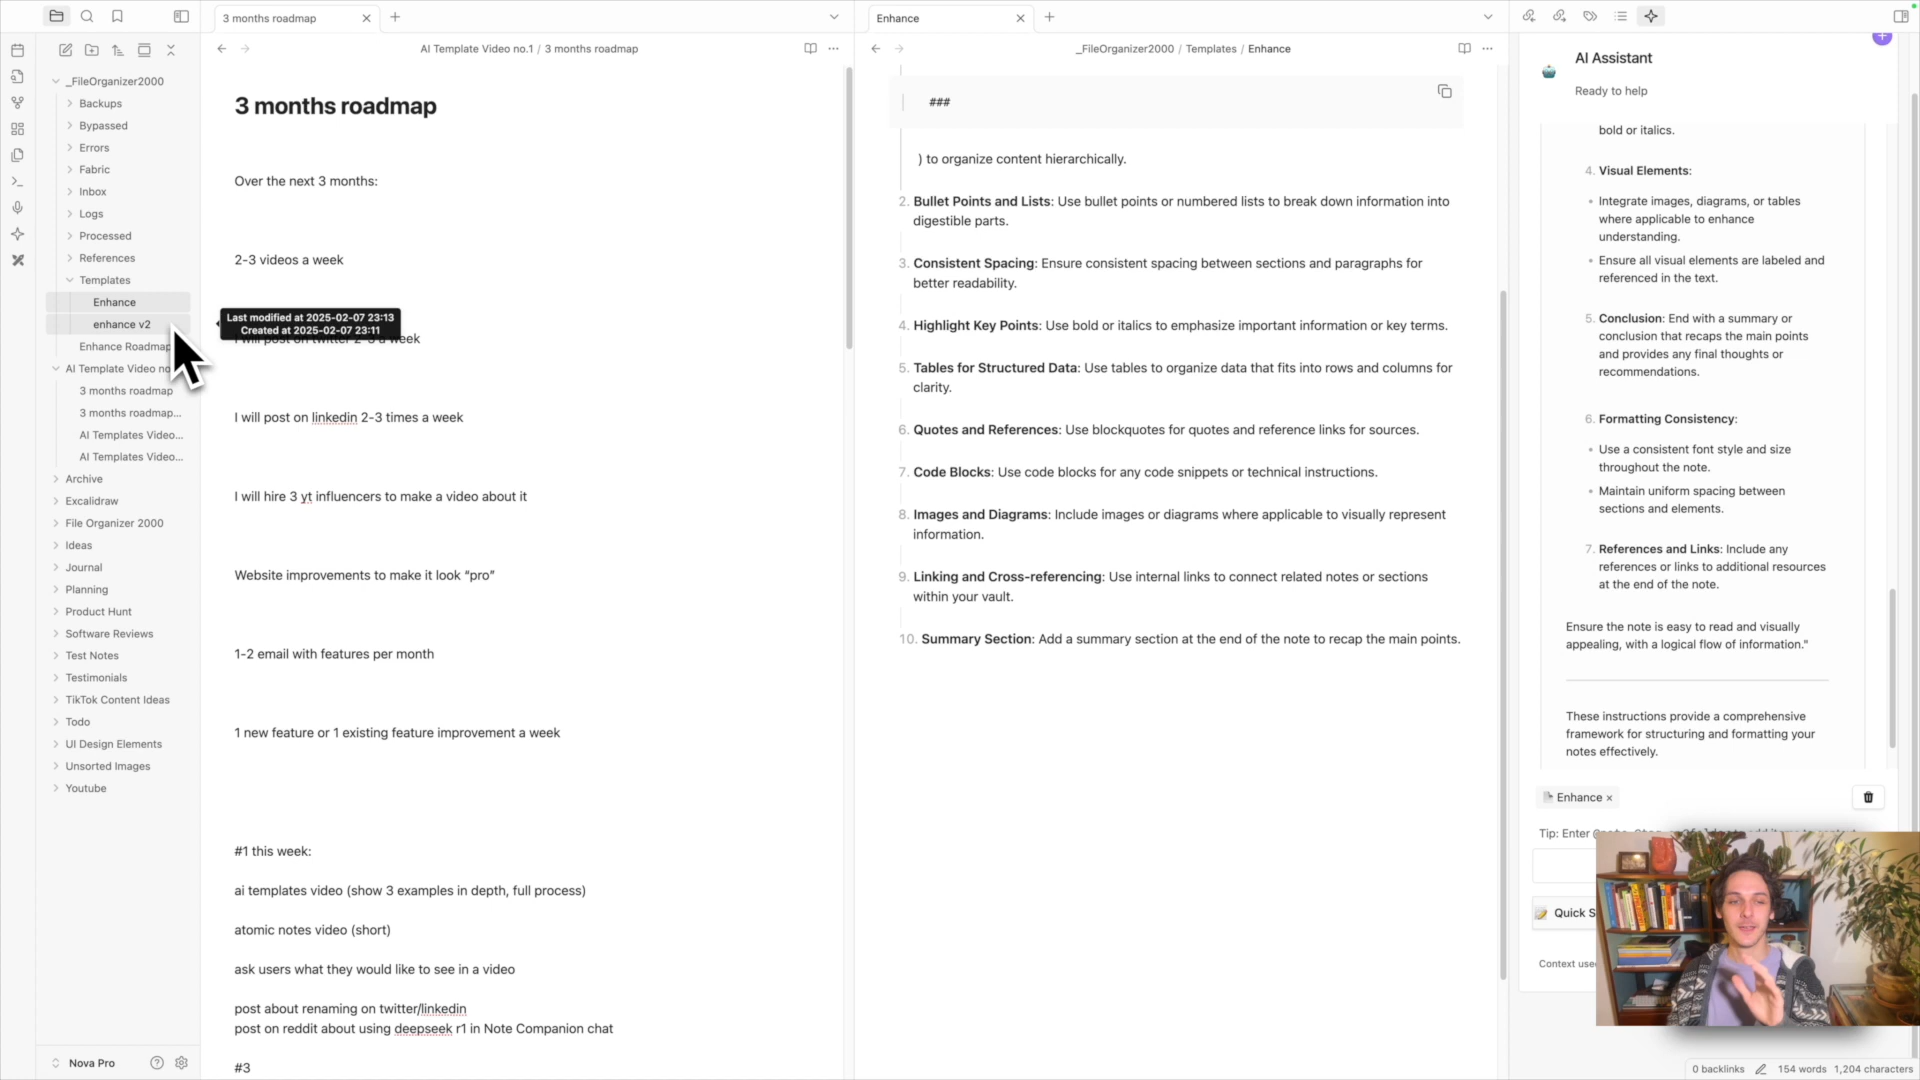 _FileOrganizer2000
Backups
Bypassed
Errors
Fabric
Inbox
Logs
Processed
References
Templates
Enhance
enhance v2
Enhance Roadmap
AI Template Video no
3 months roadmap
3 months roadmap...
AI Templates Video...
AI Templates Video...
Archive
Excalidraw
File Organizer 2000
Ideas
Journal
Planning
Product Hunt
Software Reviews
Test Notes
Testimonials
TikTok Content Ideas
Todo
UI Design Elements
Unsorted Images
Youtube
Nova Pro
Last modified at 2025-02-07 23:13
Created at 2025-02-07 23:11
3 months roadmap
AI Template Video no.1 / 3 months roadmap
3 months roadmap
Over the next 3 months:
2-3 videos a week
I will post on twitter 2-3 a week
I will post on linkedin 2-3 times a week
I will hire 3 yt influencers to make a video about it
Website improvements to make it look “pro”
1-2 email with features per month
1 new feature or 1 existing feature improvement a week
#1 this week:
ai templates video (show 3 examples in depth, full process)
atomic notes video (short)
ask users what they would like to see in a video
post about renaming on twitter/linkedin
post on reddit about using deepseek r1 in Note Companion chat
#3
Enhance
_FileOrganizer2000 / Templates / Enhance
###
) to organize content hierarchically.
2. Bullet Points and Lists: Use bullet points or numbered lists to break down information into
digestible parts.
3. Consistent Spacing: Ensure consistent spacing between sections and paragraphs for
better readability.
4. Highlight Key Points: Use bold or italics to emphasize important information or key terms.
5. Tables for Structured Data: Use tables to organize data that fits into rows and columns for
clarity.
6. Quotes and References: Use blockquotes for quotes and reference links for sources.
7. Code Blocks: Use code blocks for any code snippets or technical instructions.
8. Images and Diagrams: Include images or diagrams where applicable to visually represent
information.
9. Linking and Cross-referencing: Use internal links to connect related notes or sections
within your vault.
10. Summary Section: Add a summary section at the end of the note to recap the main points.
AI Assistant
Ready to help
bold or italics.
4. Visual Elements:
• Integrate images, diagrams, or tables
where applicable to enhance
understanding.
• Ensure all visual elements are labeled and
referenced in the text.
5. Conclusion: End with a summary or
conclusion that recaps the main points
and provides any final thoughts or
recommendations.
6. Formatting Consistency:
• Use a consistent font style and size
throughout the note.
• Maintain uniform spacing between
sections and elements.
7. References and Links: Include any
references or links to additional resources
at the end of the note.
Ensure the note is easy to read and visually
appealing, with a logical flow of information."
These instructions provide a comprehensive
framework for structuring and formatting your
notes effectively.
Enhance ×
Tip: Enter
Quick S
Context use
0 backlinks 154 words 1,204 characters